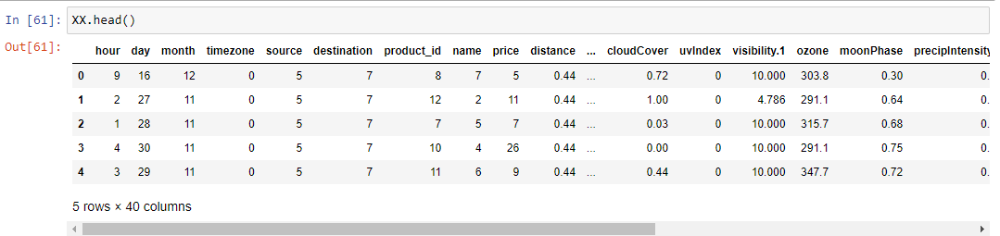 In [61]: XX.head()
Out[61]:
hour day month timezone source destination product_id name price distance ... cloudCover uvIndex visibility.1 ozone moonPhase precipIntensity
0 9 16 12 0 5 7 8 7 5 0.44 ... 0.72 0 10.000 303.8 0.30 0.
1 2 27 11 0 5 7 12 2 11 0.44 ... 1.00 0 4.786 291.1 0.64 0.
2 1 28 11 0 5 7 7 5 7 0.44 ... 0.03 0 10.000 315.7 0.68 0.
3 4 30 11 0 5 7 10 4 26 0.44 ... 0.00 0 10.000 291.1 0.75 0.
4 3 29 11 0 5 7 11 6 9 0.44 ... 0.44 0 10.000 347.7 0.72 0.
5 rows × 40 columns